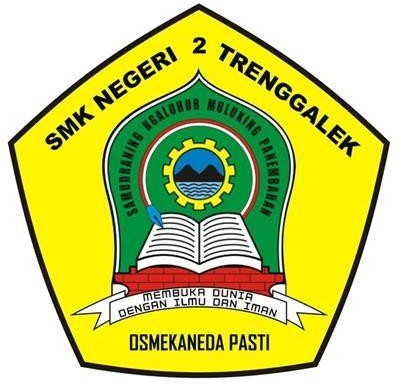 SMK NEGERI 2 TRENGGALEK
SAMUDRANING NGALUHUR MULUKING PANEMBAHAN
MEMBUKA DUNIA
DENGAN ILMU DAN IMAN
OSMEKANEDA PASTI